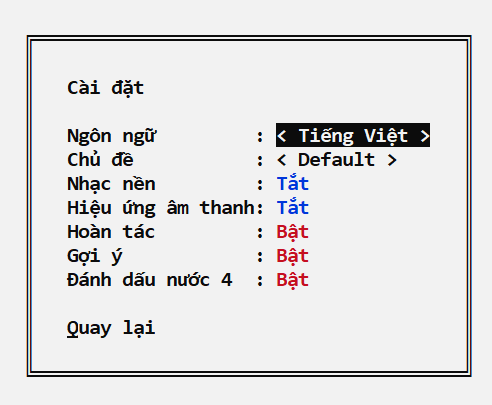 Cài đặt
Ngôn ngữ : < Tiếng Việt >
Chủ đề : < Default >
Nhạc nền : Tắt
Hiệu ứng âm thanh: Tắt
Hoàn tác : Bật
Gợi ý : Bật
Đánh dấu nước 4 : Bật
Quay lại